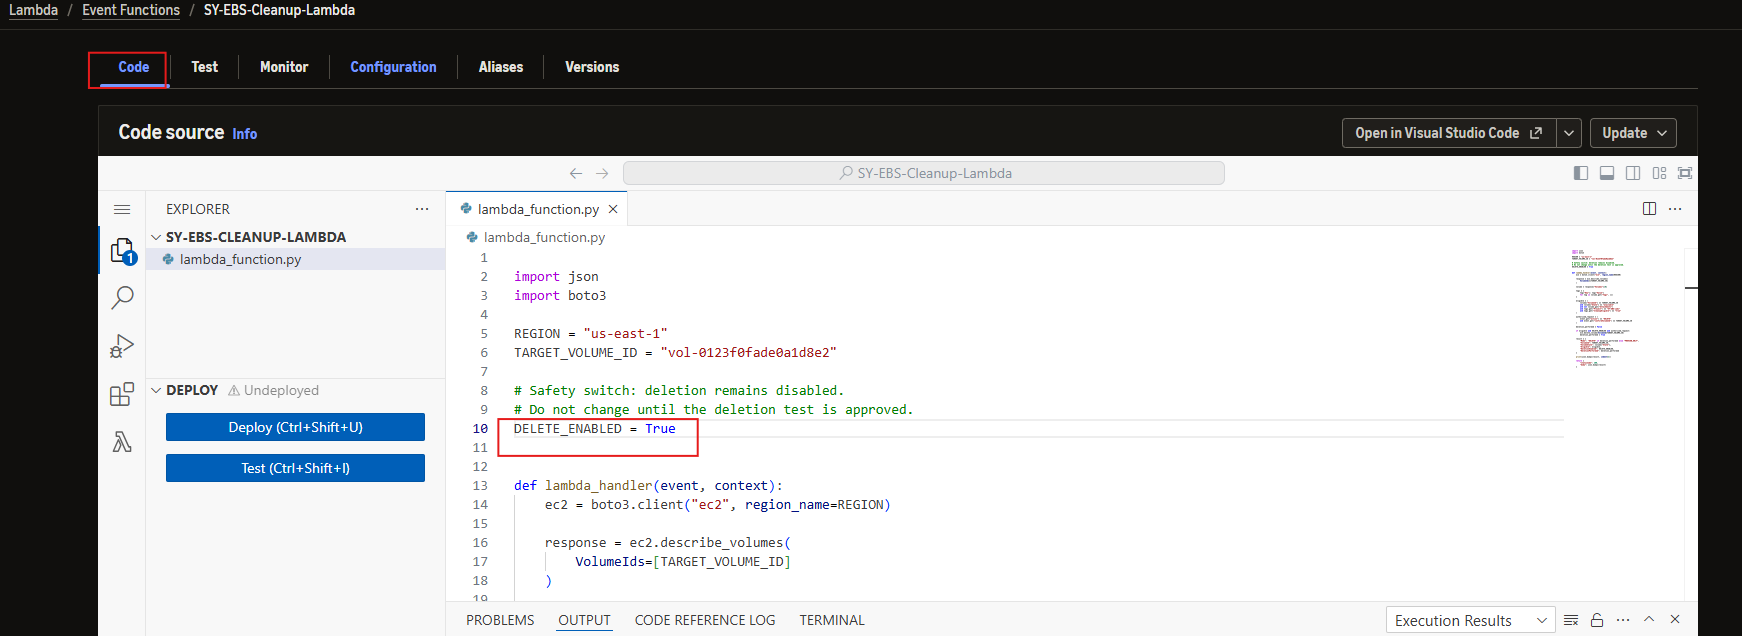 Lambda / Event Functions / SY-EBS-Cleanup-Lambda
Code Test Monitor Configuration Aliases Versions
Code source Info
Open in Visual Studio Code
Update
SY-EBS-Cleanup-Lambda
EXPLORER
SY-EBS-CLEANUP-LAMBDA
lambda_function.py
1
DEPLOY Undeployed
Deploy (Ctrl+Shift+U)
Test (Ctrl+Shift+I)
lambda_function.py
lambda_function.py
1
2 import json
3 import boto3
4
5 REGION = "us-east-1"
6 TARGET_VOLUME_ID = "vol-0123f0fade0a1d8e2"
7
8 # Safety switch: deletion remains disabled.
9 # Do not change until the deletion test is approved.
10 DELETE_ENABLED = True
11
12
13 def lambda_handler(event, context):
14 ec2 = boto3.client("ec2", region_name=REGION)
15
16 response = ec2.describe_volumes(
17 VolumeIds=[TARGET_VOLUME_ID]
18 )
19
PROBLEMS OUTPUT CODE REFERENCE LOG TERMINAL
Execution Results